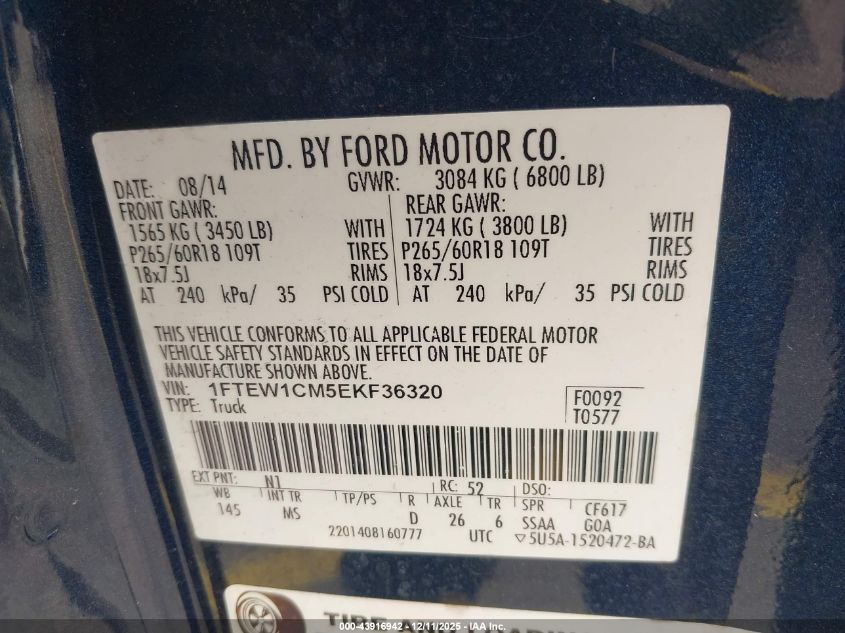 MFD. BY FORD MOTOR CO.
DATE: 08/14 GVWR: 3084 KG ( 6800 LB)
FRONT GAWR: REAR GAWR:
1565 KG ( 3450 LB) WITH 1724 KG ( 3800 LB) WITH
P265/60R18 109T TIRES P265/60R18 109T TIRES
18x7.5J RIMS 18x7.5J RIMS
AT 240 kPa/ 35 PSI COLD AT 240 kPa/ 35 PSI COLD
THIS VEHICLE CONFORMS TO ALL APPLICABLE FEDERAL MOTOR
VEHICLE SAFETY STANDARDS IN EFFECT ON THE DATE OF
MANUFACTURE SHOWN ABOVE.
VIN: 1FTEW1CM5EKF36320
TYPE: Truck
F0092
T0577
EXT PNT: N1 RC: 52 DSO:
WB INT TR TP/PS R AXLE TR SPR CF617
145 MS D 26 6 SSAA GOA
2201408160777 UTC 5U5A-1520472-BA
000-43916942 - 12/11/2025 - IAA Inc.